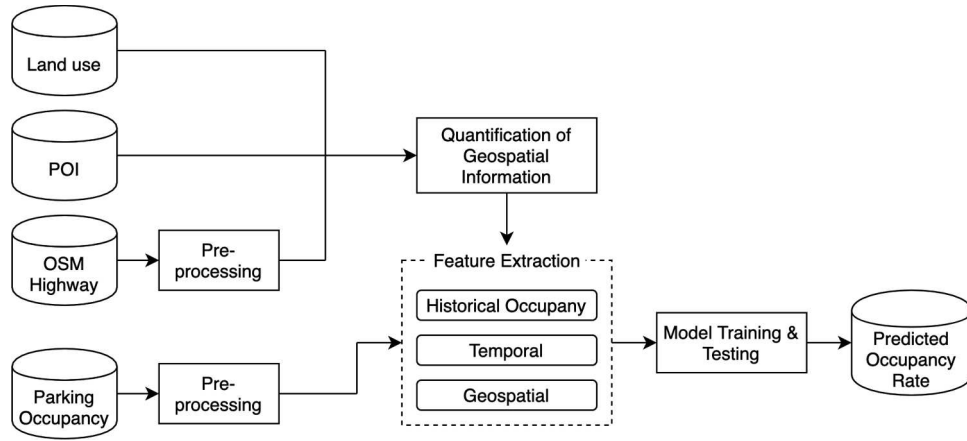 Land use
POI
OSM
Highway
Pre-
processing
Parking
Occupancy
Pre-
processing
Quantification of
Geospatial
Information
Feature Extraction
Historical Occupany
Temporal
Geospatial
Model Training &
Testing
Predicted
Occupancy
Rate